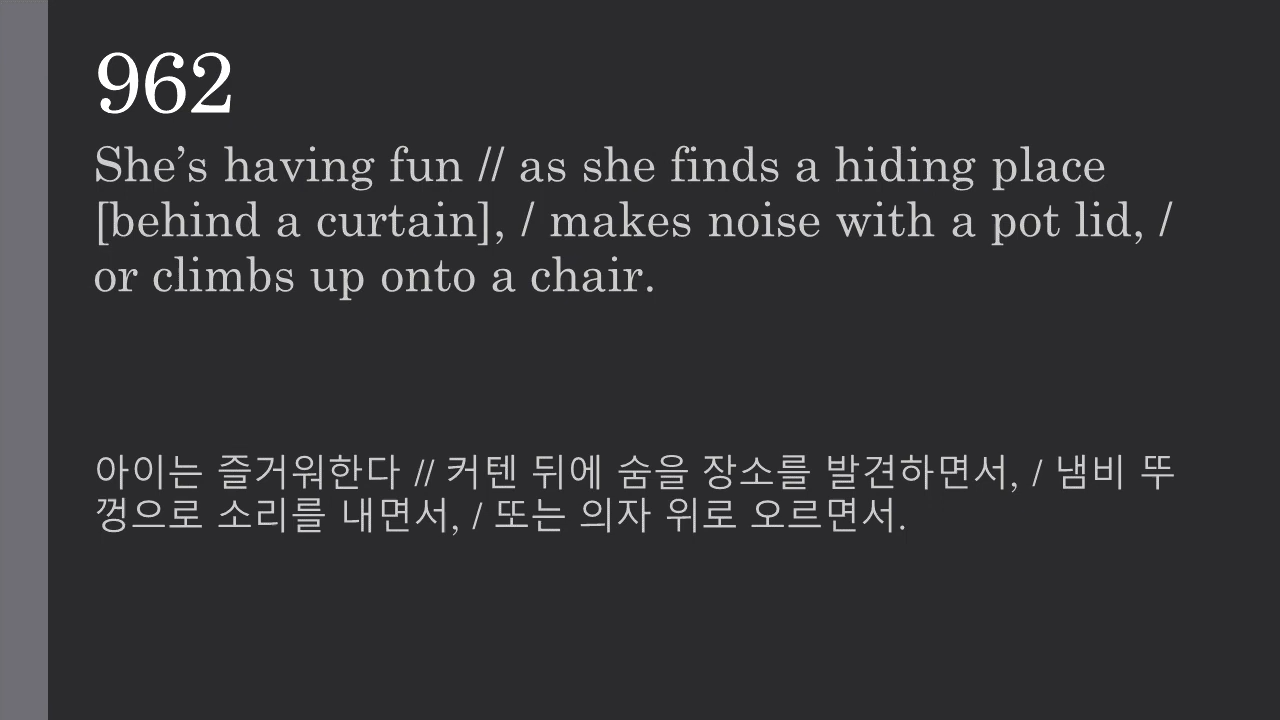 962
She’s having fun // as she finds a hiding place
[behind a curtain], / makes noise with a pot lid, /
or climbs up onto a chair.
아이는 즐거워한다 // 커텐 뒤에 숨을 장소를 발견하면서, / 냄비 뚜
껑으로 소리를 내면서, / 또는 의자 위로 오르면서.